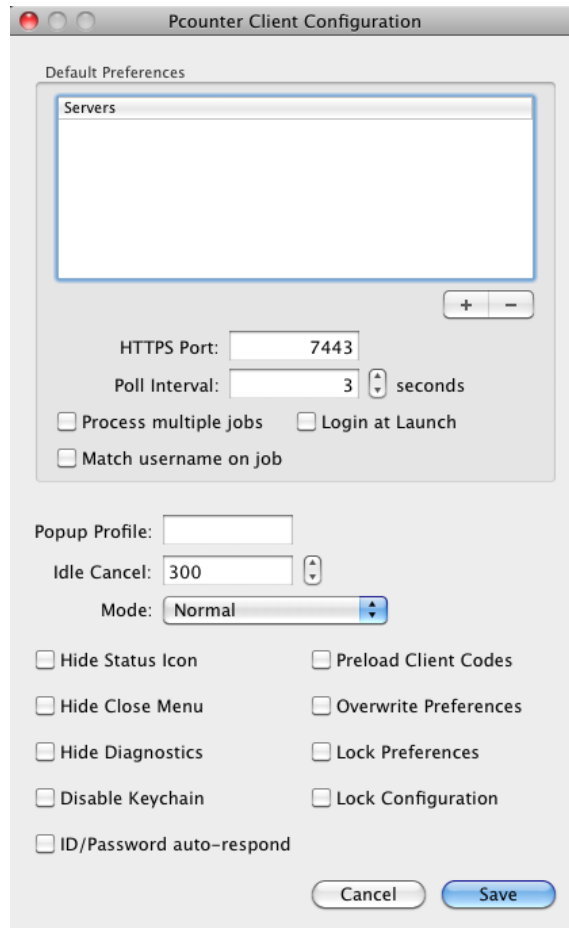 Pcounter Client Configuration
Default Preferences
Servers
+ −
HTTPS Port: 7443
Poll Interval: 3 seconds
Process multiple jobs Login at Launch
Match username on job
Popup Profile:
Idle Cancel: 300
Mode: Normal
Hide Status Icon Preload Client Codes
Hide Close Menu Overwrite Preferences
Hide Diagnostics Lock Preferences
Disable Keychain Lock Configuration
ID/Password auto-respond
Cancel Save